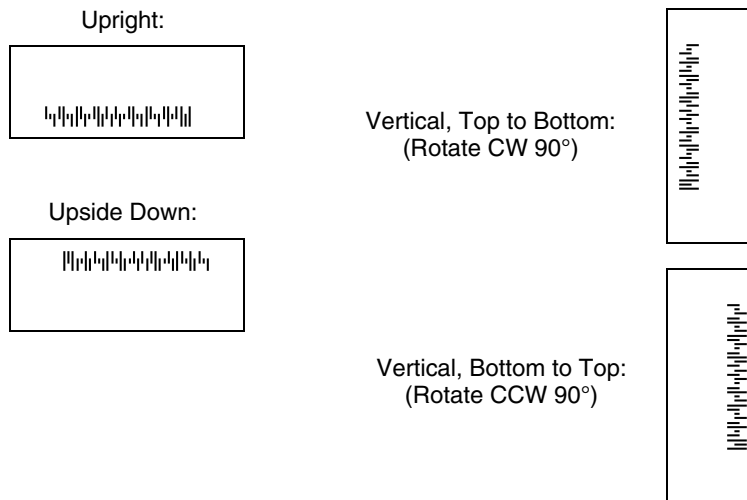 Upright:
Vertical, Top to Bottom:
(Rotate CW 90°)
Upside Down:
Vertical, Bottom to Top:
(Rotate CCW 90°)